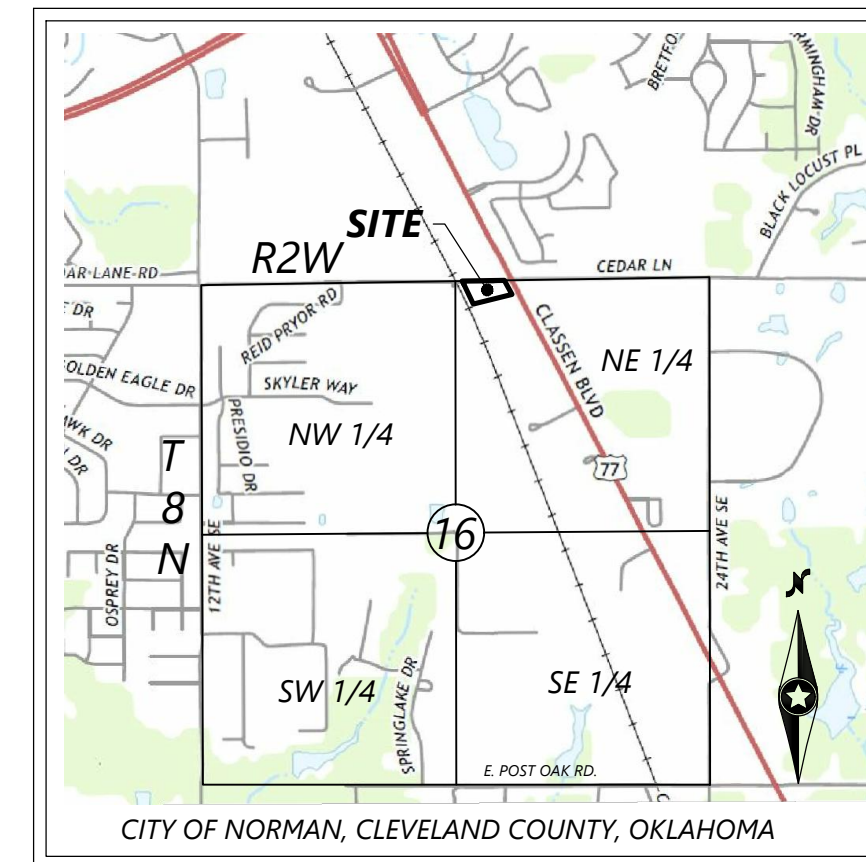 BRETFO
RMINGHAM DR
BLACK LOCUST PL
SITE
R2W
AR LANE RD
CEDAR LN
E DR
REID PRYOR RD
CLASSEN BLVD
NE 1/4
OLDEN EAGLE DR
SKYLER WAY
PRESIDIO DR
NW 1/4
AWK DR
DR
77
T
8
N
16
OSPREY DR
12TH AVE SE
24TH AVE SE
N
SW 1/4
SPRINGLAKE DR
SE 1/4
E. POST OAK RD.
CITY OF NORMAN, CLEVELAND COUNTY, OKLAHOMA